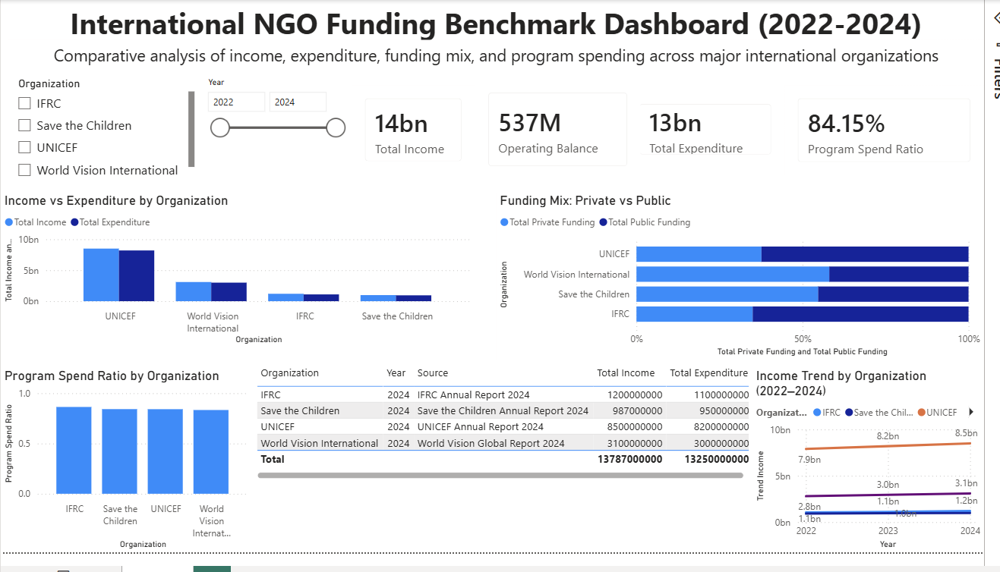 International NGO Funding Benchmark Dashboard (2022-2024)
Comparative analysis of income, expenditure, funding mix, and program spending across major international organizations
Organization
IFRC
Save the Children
UNICEF
World Vision International
Year
2022 2024
14bn
Total Income
537M
Operating Balance
13bn
Total Expenditure
84.15%
Program Spend Ratio
Filters
Income vs Expenditure by Organization
Total Income Total Expenditure
Total Income an...
10bn
5bn
0bn
UNICEF
World Vision
International
IFRC
Save the Children
Organization
Funding Mix: Private vs Public
Total Private Funding Total Public Funding
Organization
UNICEF
World Vision International
Save the Children
IFRC
0% 50% 100%
Total Private Funding and Total Public Funding
Program Spend Ratio by Organization
Program Spend Ratio
1.0
0.5
0.0
IFRC
Save the
Children
UNICEF
World
Vision
Internat...
Organization
Organization Year Source Total Income Total Expenditure
IFRC 2024 IFRC Annual Report 2024 1200000000 1100000000
Save the Children 2024 Save the Children Annual Report 2024 987000000 950000000
UNICEF 2024 UNICEF Annual Report 2024 8500000000 8200000000
World Vision International 2024 World Vision Global Report 2024 3100000000 3000000000
Total 13787000000 13250000000
Income Trend by Organization
(2022–2024)
Organizat... IFRC Save the Chil... UNICEF
Trend Income
10bn
5bn
0bn
7.9bn
8.2bn
8.5bn
2.8bn
3.0bn
3.1bn
1.1bn
1.1bn
1.2bn
1.0bn
2022 2023 2024
Year